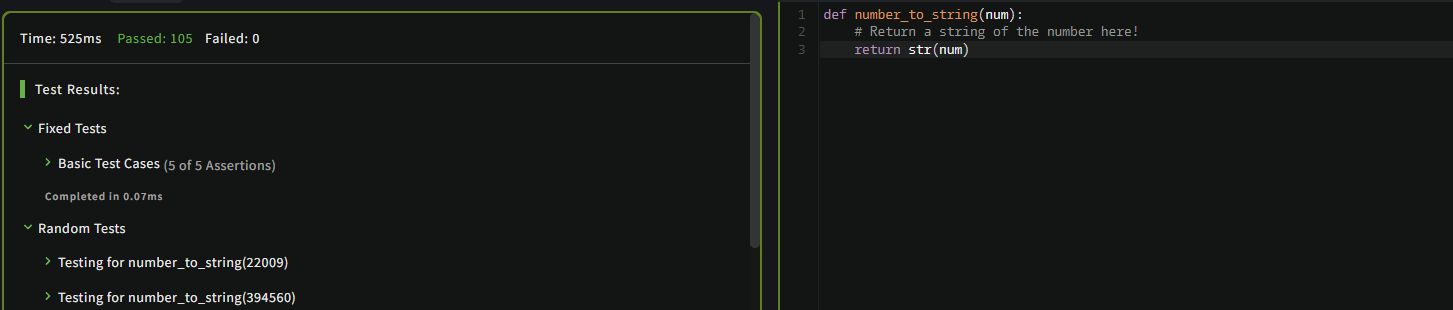 Time: 525ms Passed: 105 Failed: 0
Test Results:
Fixed Tests
Basic Test Cases (5 of 5 Assertions)
Completed in 0.07ms
Random Tests
Testing for number_to_string(22009)
Testing for number_to_string(394560)
1 def number_to_string(num):
2     # Return a string of the number here!
3     return str(num)